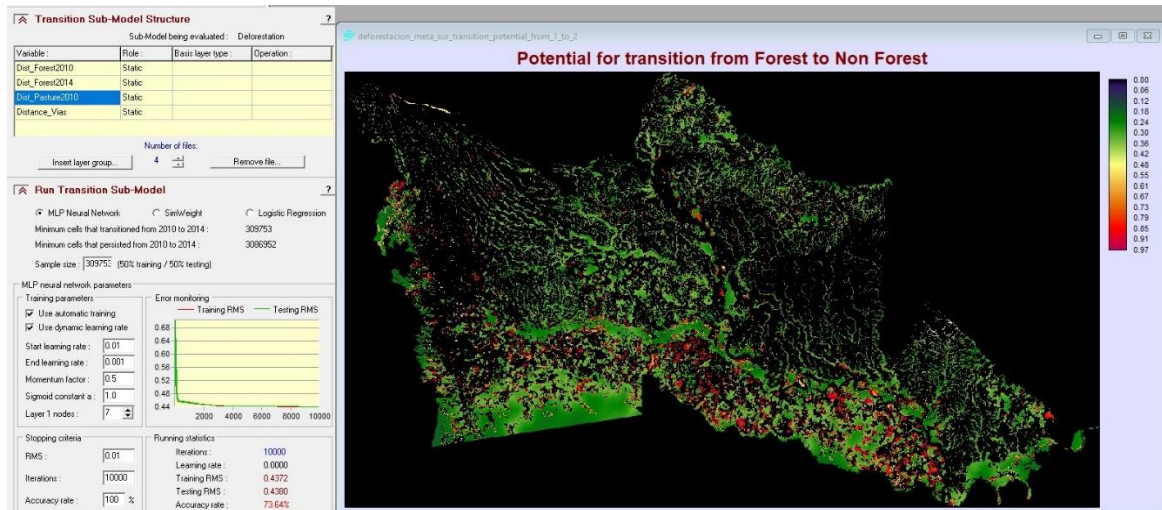 Transition Sub-Model Structure ?
Sub-Model being evaluated : Deforestation
Variable : Role : Basis layer type : Operation :
Dist_Forest2010 Static
Dist_Forest2014 Static
Dist_Pasture2010 Static
Distance_Vias Static
Number of files:
Insert layer group... 4 Remove file...
Run Transition Sub-Model ?
MLP Neural Network SimWeight Logistic Regression
Minimum cells that transitioned from 2010 to 2014 : 309753
Minimum cells that persisted from 2010 to 2014 : 3086952
Sample size : 309753 (50% training / 50% testing)
MLP neural network parameters
Training parameters
Use automatic training
Use dynamic learning rate
Start learning rate : 0.01
End learning rate : 0.001
Momentum factor : 0.5
Sigmoid constant a : 1.0
Layer 1 nodes : 7
Error monitoring
Training RMS Testing RMS
0.68
0.64
0.60
0.56
0.52
0.48
0.44
2000 4000 6000 8000 10000
Stopping criteria
RMS : 0.01
Iterations : 10000
Accuracy rate : 100 %
Running statistics
Iterations : 10000
Learning rate : 0.0000
Training RMS : 0.4372
Testing RMS : 0.4380
Accuracy rate : 73.64%
deforestacion_meta_sur_transition_potential_from_1_to_2
Potential for transition from Forest to Non Forest
0.00
0.06
0.12
0.18
0.24
0.30
0.36
0.42
0.48
0.55
0.61
0.67
0.73
0.79
0.85
0.91
0.97